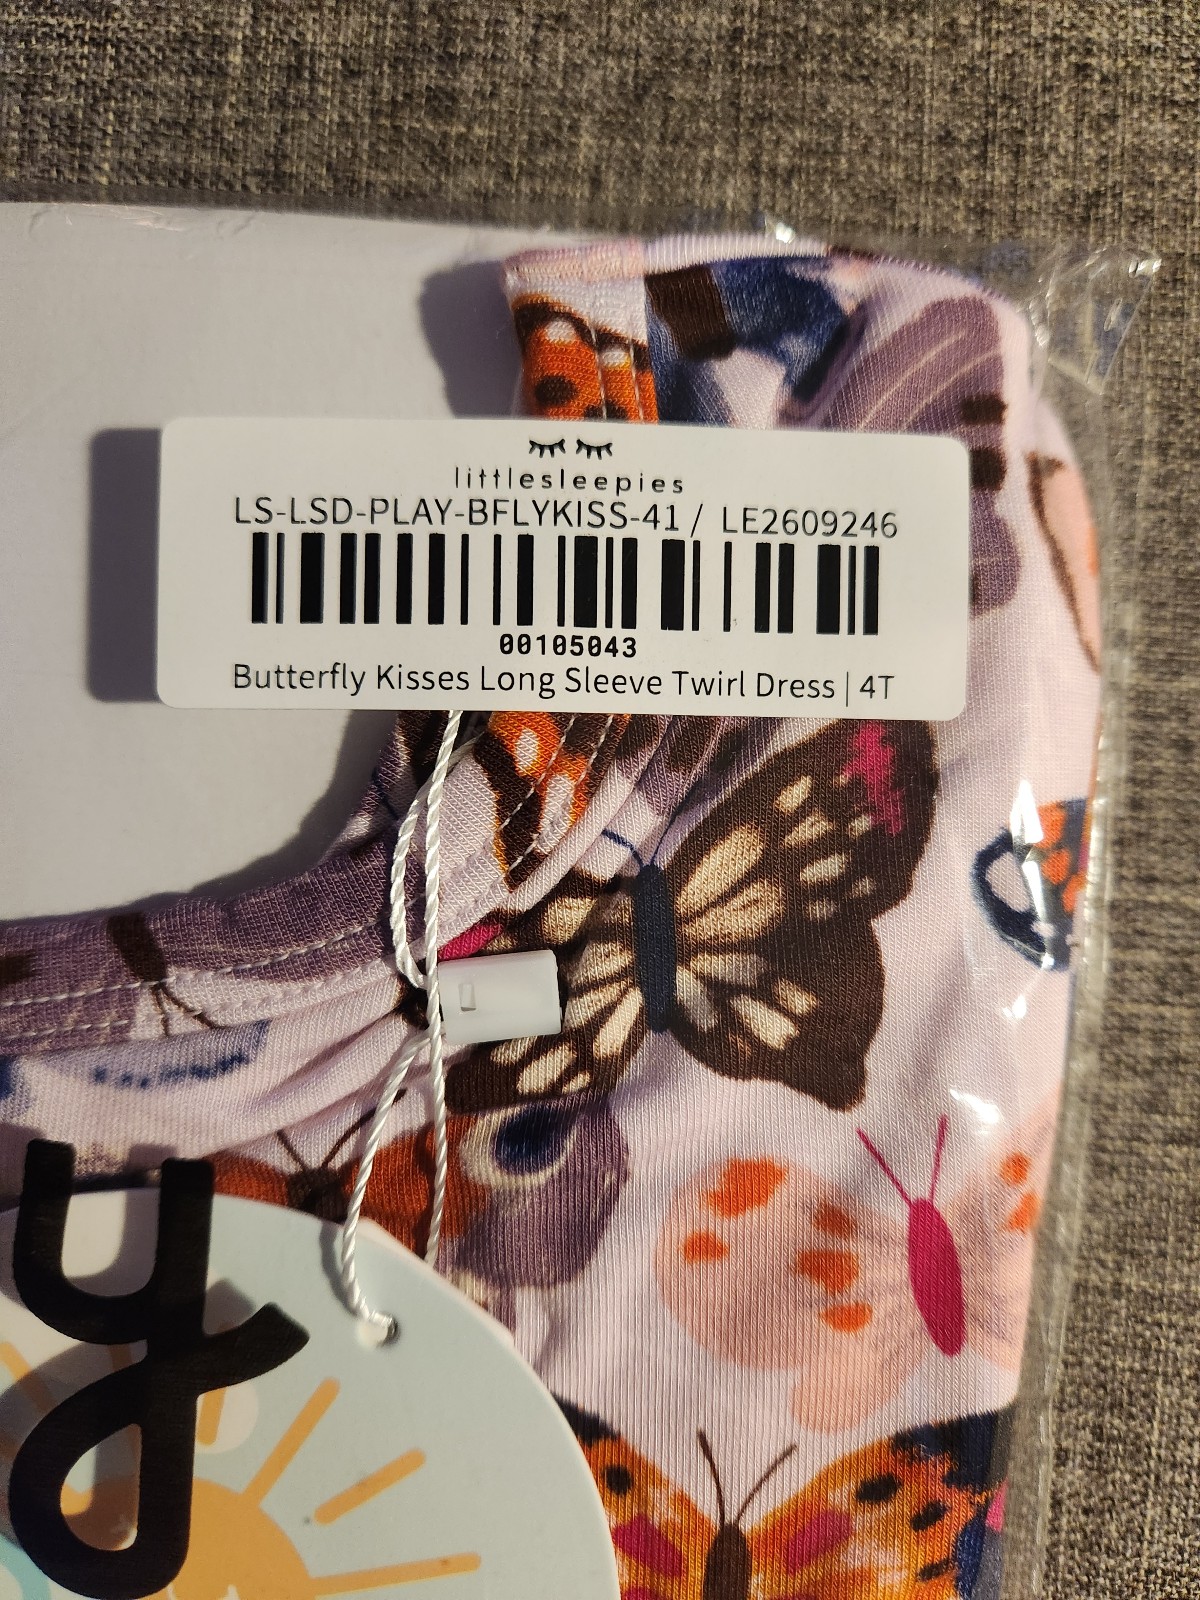 littlesleepies
LS-LSD-PLAY-BFLYKISS-41 / LE2609246
00105043
Butterfly Kisses Long Sleeve Twirl Dress | 4T
y